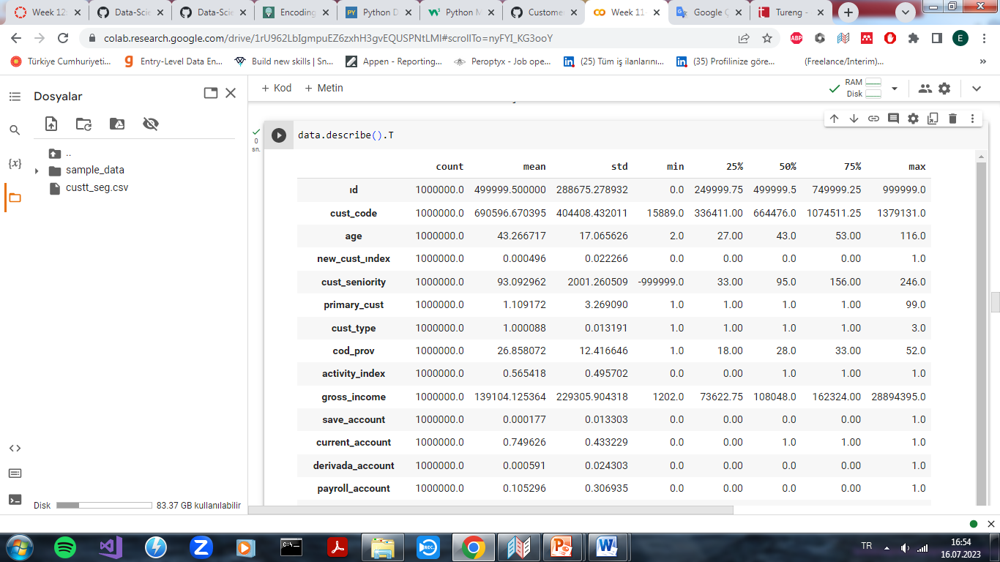 Week 12:
Data-Scie
Data-Scie
Encoding
Python D
Python M
Custome
Week 11
Google Ç
Tureng -
colab.research.google.com/drive/1rU962LbIgmpuEZ6zxhH3gvEQUSPNtLMl#scrollTo=nyFYI_KG3ooY
E
Türkiye Cumhuriyeti...
Entry-Level Data En...
Build new skills | Sn...
Appen - Reporting...
Peroptyx - Job ope...
(25) Tüm iş ilanlarını...
(35) Profilinize göre...
(Freelance/Interim)...
Dosyalar
+ Kod
+ Metin
RAM
Disk
..
sample_data
custt_seg.csv
0
sn.
data.describe().T
count mean std min 25% 50% 75% max
ıd 1000000.0 499999.500000 288675.278932 0.0 249999.75 499999.5 749999.25 999999.0
cust_code 1000000.0 690596.670395 404408.432011 15889.0 336411.00 664476.0 1074511.25 1379131.0
age 1000000.0 43.266717 17.065626 2.0 27.00 43.0 53.00 116.0
new_cust_ındex 1000000.0 0.000496 0.022266 0.0 0.00 0.0 0.00 1.0
cust_seniority 1000000.0 93.092962 2001.260509 -999999.0 33.00 95.0 156.00 246.0
primary_cust 1000000.0 1.109172 3.269090 1.0 1.00 1.0 1.00 99.0
cust_type 1000000.0 1.000088 0.013191 1.0 1.00 1.0 1.00 3.0
cod_prov 1000000.0 26.858072 12.416646 1.0 18.00 28.0 33.00 52.0
activity_index 1000000.0 0.565418 0.495702 0.0 0.00 1.0 1.00 1.0
gross_income 1000000.0 139104.125364 229305.904318 1202.0 73622.75 108048.0 162324.00 28894395.0
save_account 1000000.0 0.000177 0.013303 0.0 0.00 0.0 0.00 1.0
current_account 1000000.0 0.749626 0.433229 0.0 0.00 1.0 1.00 1.0
derivada_account 1000000.0 0.000591 0.024303 0.0 0.00 0.0 0.00 1.0
payroll_account 1000000.0 0.105296 0.306935 0.0 0.00 0.0 0.00 1.0
Disk 83.37 GB kullanılabilir
TR
16:54
16.07.2023